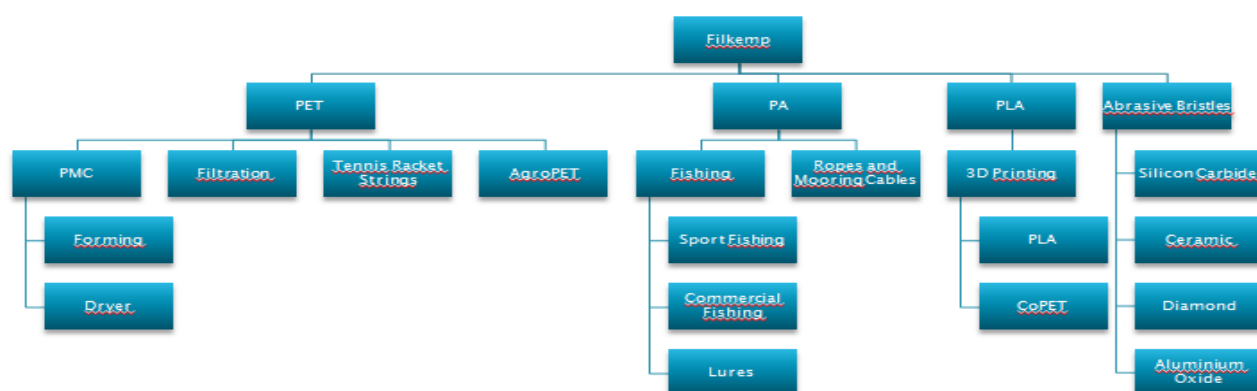 Filkemp
PET
PA
PLA
Abrasive Bristles
PMC
Filtration
Tennis Racket
Strings
AgroPET
Fishing
Ropes and
Mooring Cables
3D Printing
Silicon Carbide
Forming
Sport Fishing
PLA
Ceramic
Dryer
Commercial
Fishing
CoPET
Diamond
Lures
Aluminium
Oxide